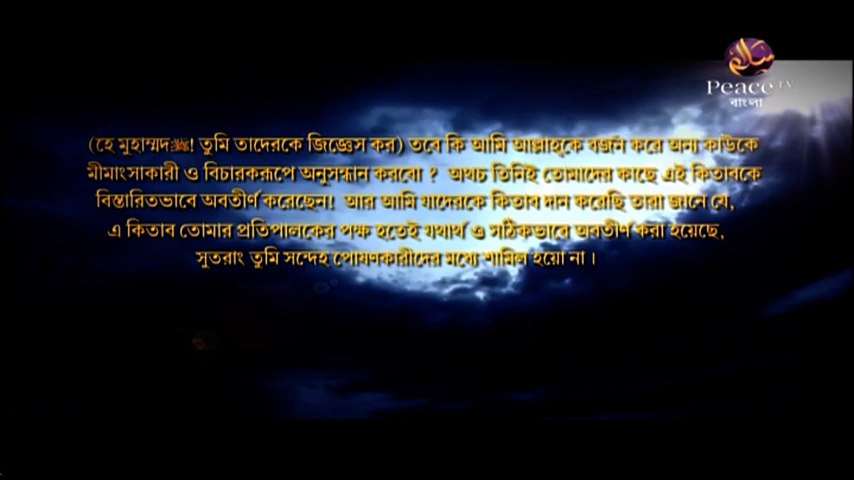 سلام
Peace TV
বাংলা
(হে মুহাম্মদ ﷺ! তুমি তাদেরকে জিজ্ঞেস কর) তবে কি আমি আল্লাহ্‌কে বর্জন করে অন্য কাউকে
মীমাংসাকারী ও বিচারকরূপে অনুসন্ধান করবো ? অথচ তিনিই তোমাদের কাছে এই কিতাবকে
বিস্তারিতভাবে অবতীর্ণ করেছেন! আর আমি যাদেরকে কিতাব দান করেছি তারা জানে যে,
এ কিতাব তোমার প্রতিপালকের পক্ষ হতেই যথার্থ ও সঠিকভাবে অবতীর্ণ করা হয়েছে,
সুতরাং তুমি সন্দেহ পোষণকারীদের মধ্যে শামিল হয়ো না ।